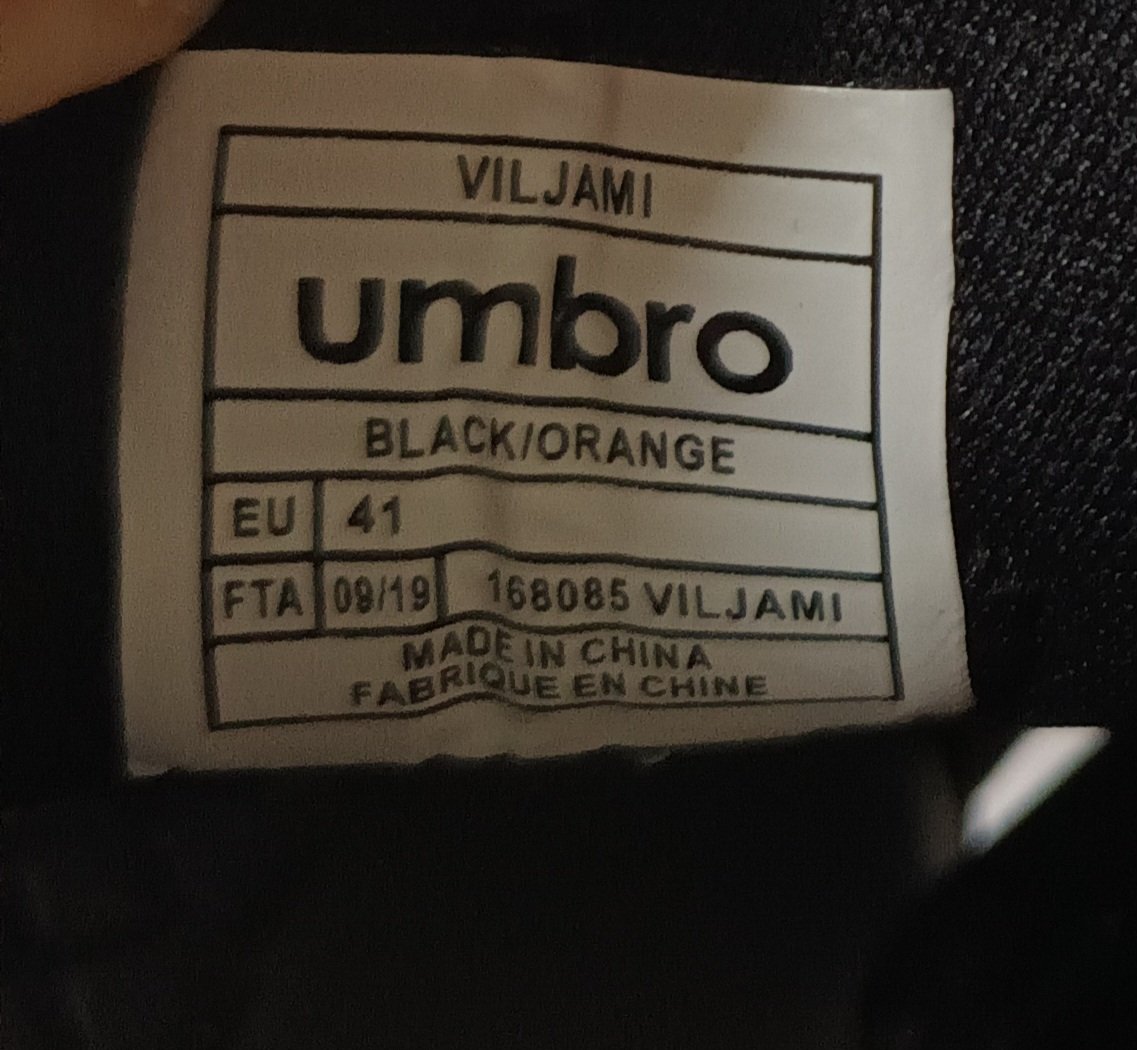 VILJAMI
umbro
BLACK/ORANGE
EU 41
FTA 09/19 168085 VILJAMI
MADE IN CHINA
FABRIQUE EN CHINE